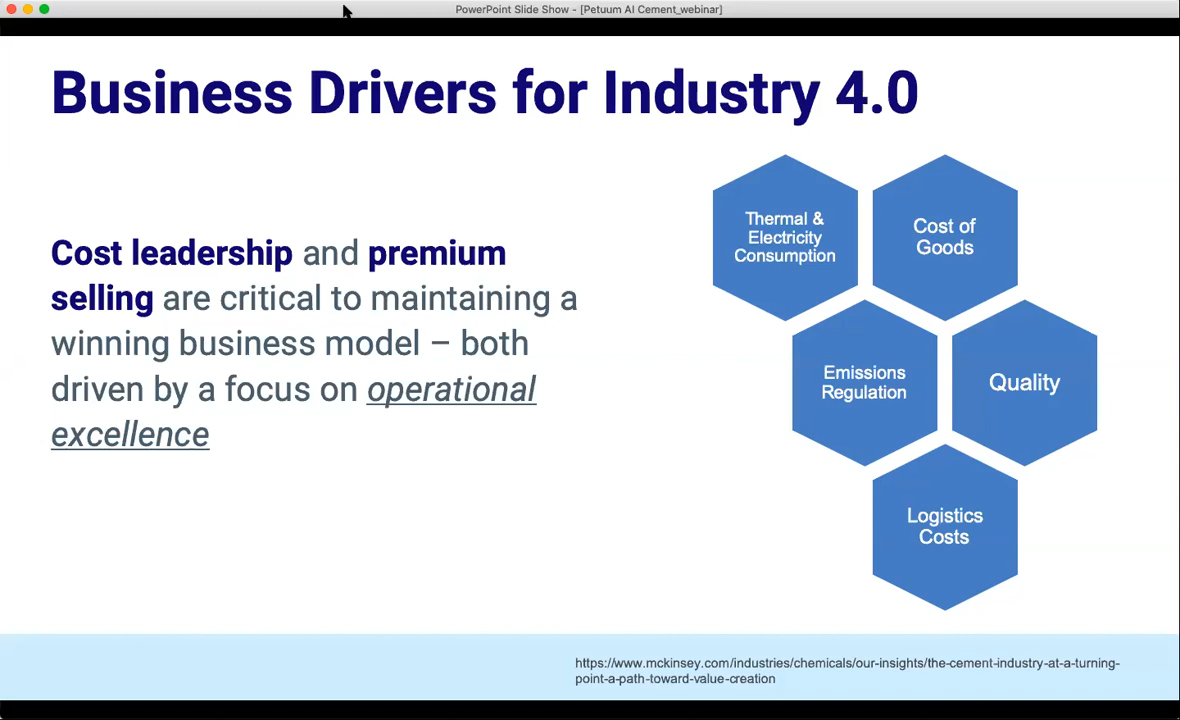 PowerPoint Slide Show - [Petuum AI Cement_webinar]
Business Drivers for Industry 4.0
Cost leadership and premium
selling are critical to maintaining a
winning business model – both
driven by a focus on operational
excellence
Thermal &
Electricity
Consumption
Cost of
Goods
Emissions
Regulation
Quality
Logistics
Costs
https://www.mckinsey.com/industries/chemicals/our-insights/the-cement-industry-at-a-turning-
point-a-path-toward-value-creation